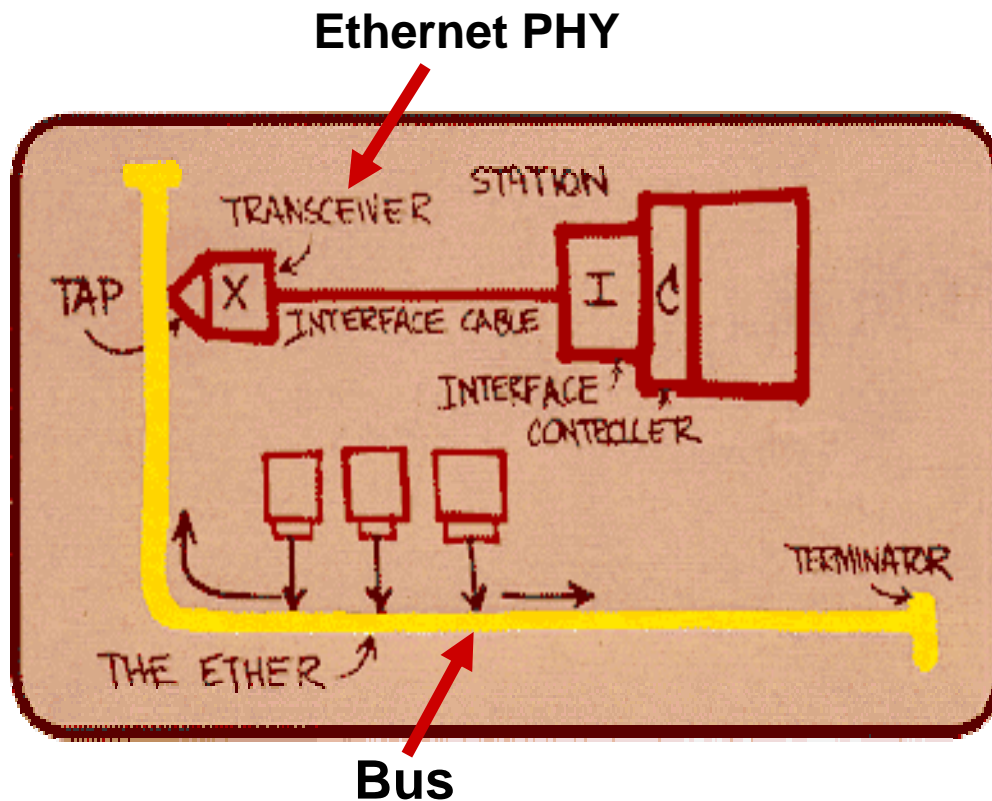 Ethernet PHY
STATION
TRANSCEIVER
TAP
X
I
C
INTERFACE CABLE
INTERFACE
CONTROLLER
TERMINATOR
THE ETHER
Bus